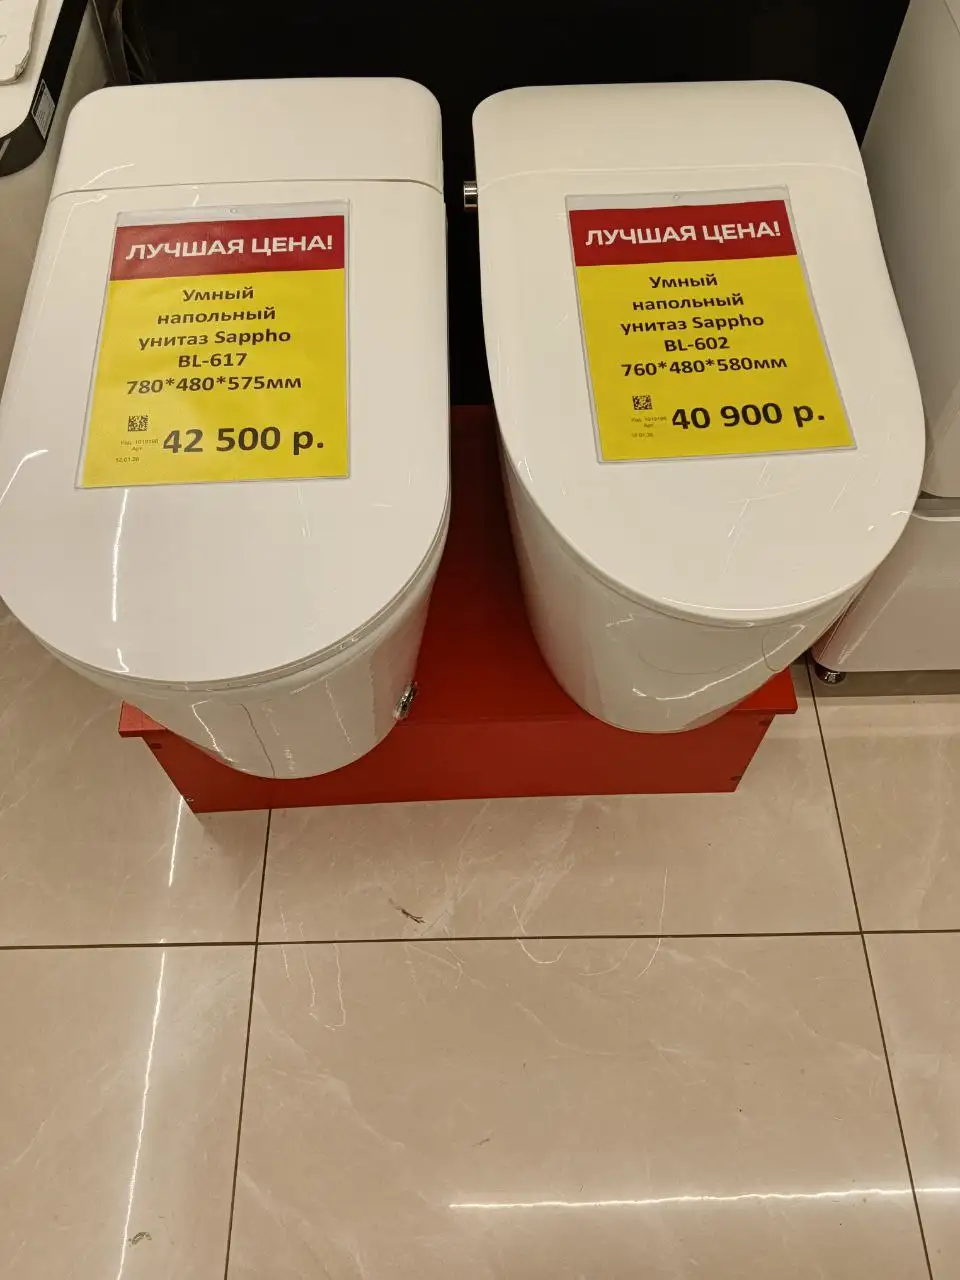 ЛУЧШАЯ ЦЕНА!
Умный
напольный
унитаз Sappho
BL-617
780*480*575мм
42 500 р.
ЛУЧШАЯ ЦЕНА!
Умный
напольный
унитаз Sappho
BL-602
760*480*580мм
40 900 р.